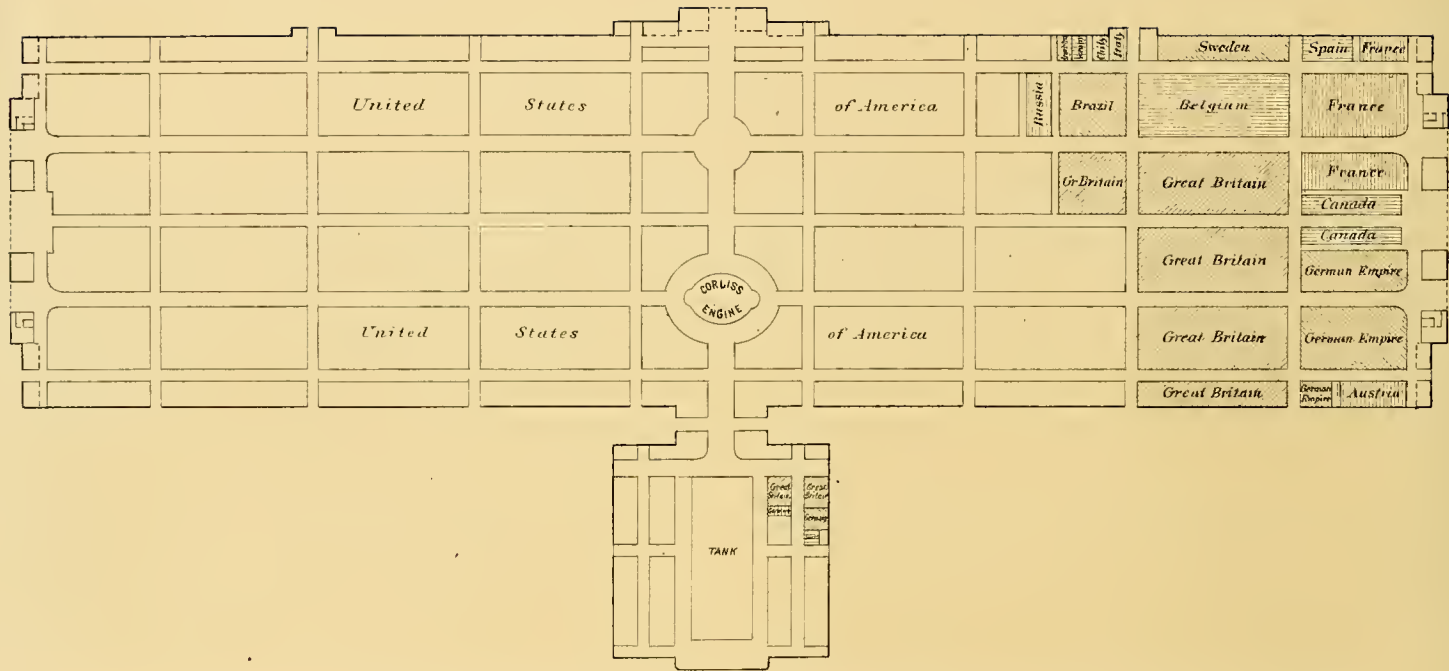 Chily
Italy
Sweden
Spain
France
United States of America
Russia
Brazil
Belgium
France
Gr Britain
Great Britain
France
Canada
Canada
Great Britain
German Empire
CORLISS
ENGINE
United States of America
Great Britain
German Empire
Great Britain
German
Empire
Austria
Great
Britain
Great
Britain
Germany
TANK